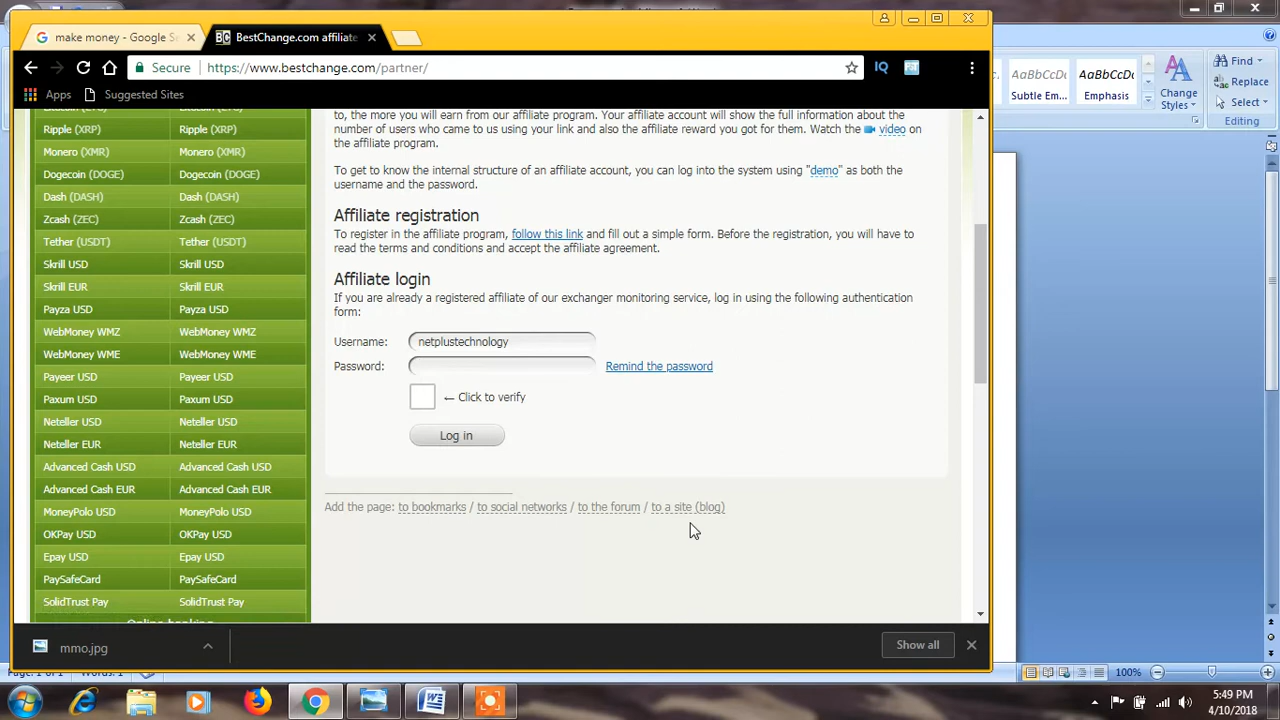 make money - Google Se
BestChange.com affiliate
Secure https://www.bestchange.com/partner/
Apps Suggested Sites
Ripple (XRP) Ripple (XRP)
Monero (XMR) Monero (XMR)
Dogecoin (DOGE) Dogecoin (DOGE)
Dash (DASH) Dash (DASH)
Zcash (ZEC) Zcash (ZEC)
Tether (USDT) Tether (USDT)
Skrill USD Skrill USD
Skrill EUR Skrill EUR
Payza USD Payza USD
WebMoney WMZ WebMoney WMZ
WebMoney WME WebMoney WME
Payeer USD Payeer USD
Paxum USD Paxum USD
Neteller USD Neteller USD
Neteller EUR Neteller EUR
Advanced Cash USD Advanced Cash USD
Advanced Cash EUR Advanced Cash EUR
MoneyPolo USD MoneyPolo USD
OKPay USD OKPay USD
Epay USD Epay USD
PaySafeCard PaySafeCard
SolidTrust Pay SolidTrust Pay
to, the more you will earn from our affiliate program. Your affiliate account will show the full information about the
number of users who came to us using your link and also the affiliate reward you got for them. Watch the video on
the affiliate program.
To get to know the internal structure of an affiliate account, you can log into the system using "demo" as both the
username and the password.
Affiliate registration
To register in the affiliate program, follow this link and fill out a simple form. Before the registration, you will have to
read the terms and conditions and accept the affiliate agreement.
Affiliate login
If you are already a registered affiliate of our exchanger monitoring service, log in using the following authentication
form:
Username: netplustechnology
Password: Remind the password
← Click to verify
Log in
Add the page: to bookmarks / to social networks / to the forum / to a site (blog)
mmo.jpg
Show all
AaBbCcDc AaBbCcDc
Subtle Em... Emphasis
Change
Styles
Find
Replace
Select
Editing
Page: 1 of 1 Words: 1
100%
5:49 PM
4/10/2018